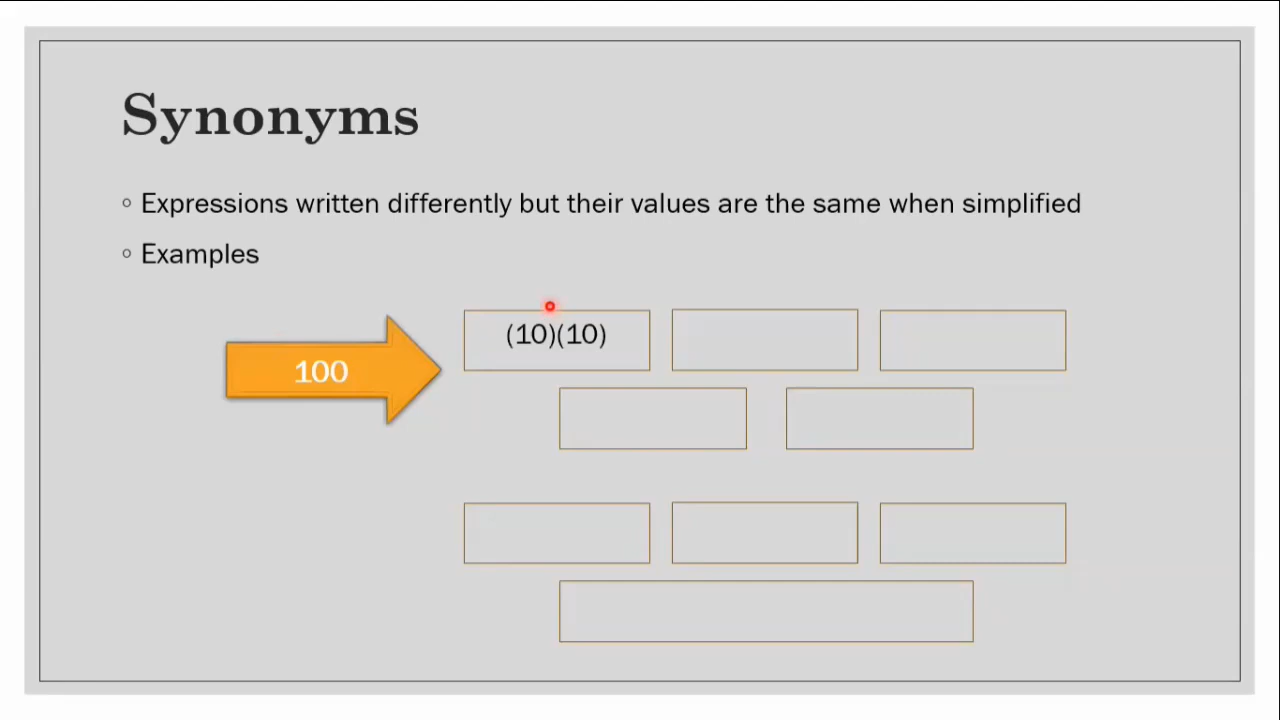 Synonyms
Expressions written differently but their values are the same when simplified
Examples
100
(10)(10)